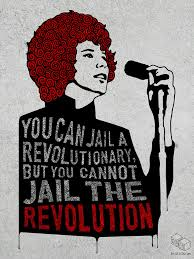 YOU CAN JAIL A
REVOLUTIONARY,
BUT YOU CANNOT
JAIL THE
REVOLUTION